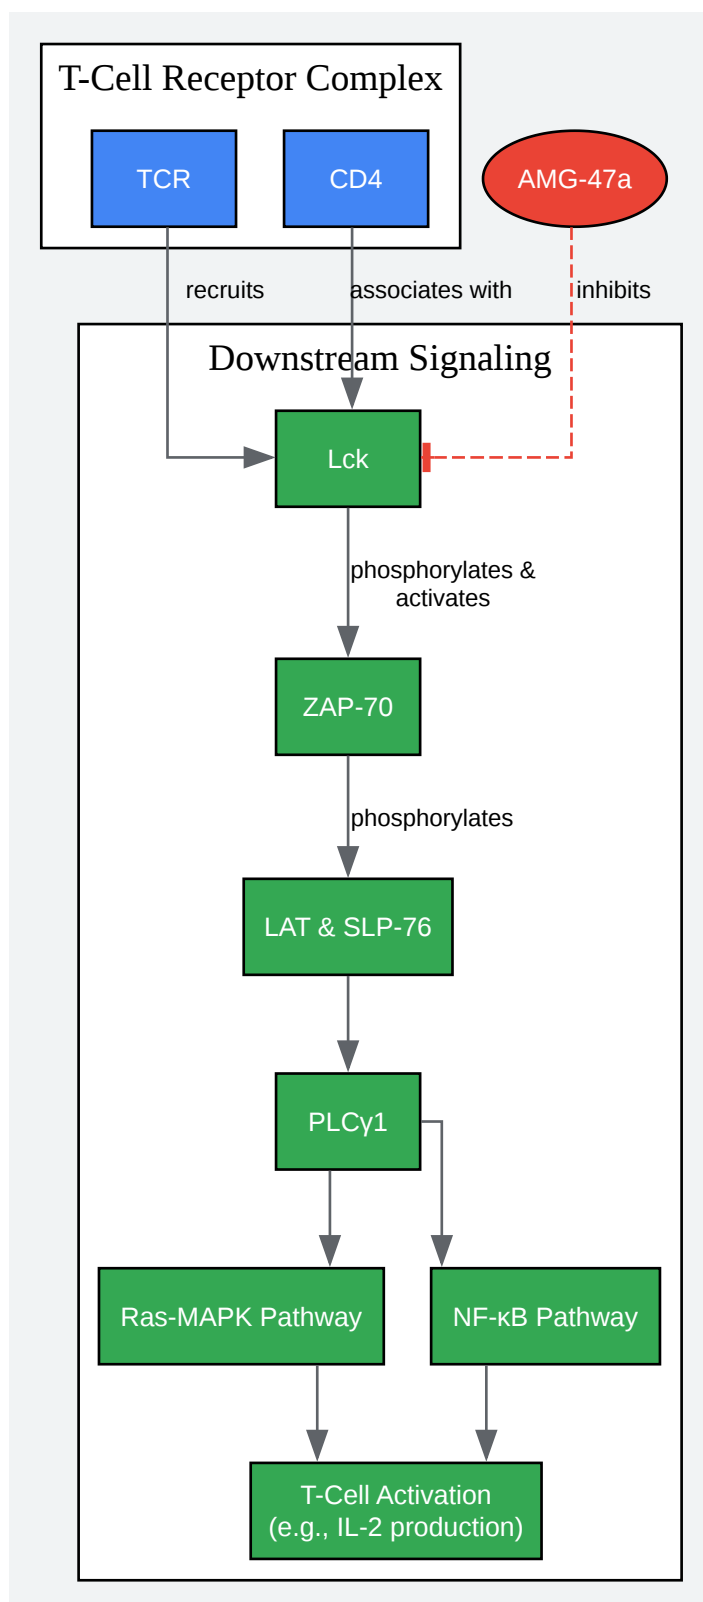 T-Cell Receptor Complex
TCR
CD4
AMG-47a
recruits
associates with
inhibits
Downstream Signaling
Lck
phosphorylates &
activates
ZAP-70
phosphorylates
LAT & SLP-76
PLCγ1
Ras-MAPK Pathway
NF-κB Pathway
T-Cell Activation
(e.g., IL-2 production)